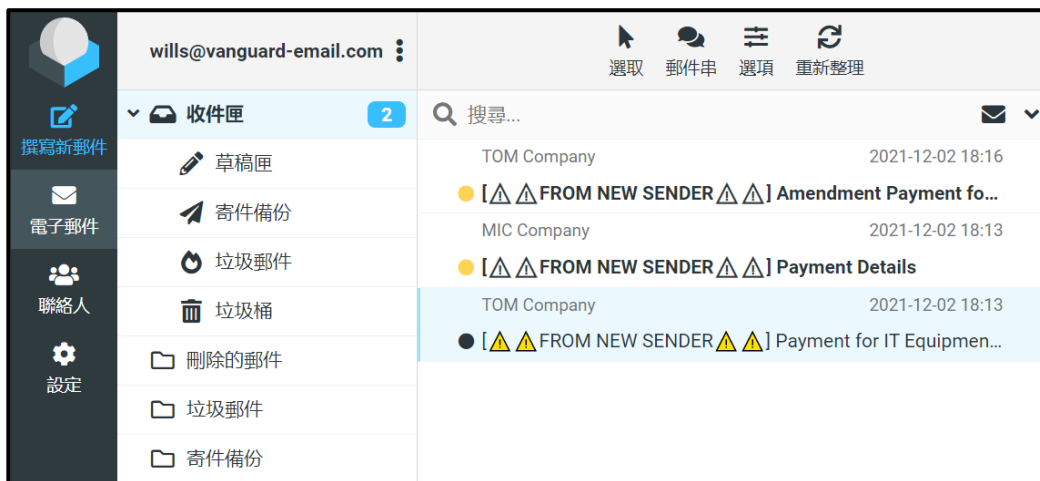 wills@vanguard-email.com
選取 郵件串 選項 重新整理
撰寫新郵件
電子郵件
聯絡人
設定
收件匣 2
草稿匣
寄件備份
垃圾郵件
垃圾桶
刪除的郵件
垃圾郵件
寄件備份
搜尋...
TOM Company 2021-12-02 18:16
[⚠ ⚠FROM NEW SENDER⚠ ⚠] Amendment Payment fo...
MIC Company 2021-12-02 18:13
[⚠ ⚠FROM NEW SENDER⚠ ⚠] Payment Details
TOM Company 2021-12-02 18:13
[⚠ ⚠FROM NEW SENDER⚠ ⚠] Payment for IT Equipmen...